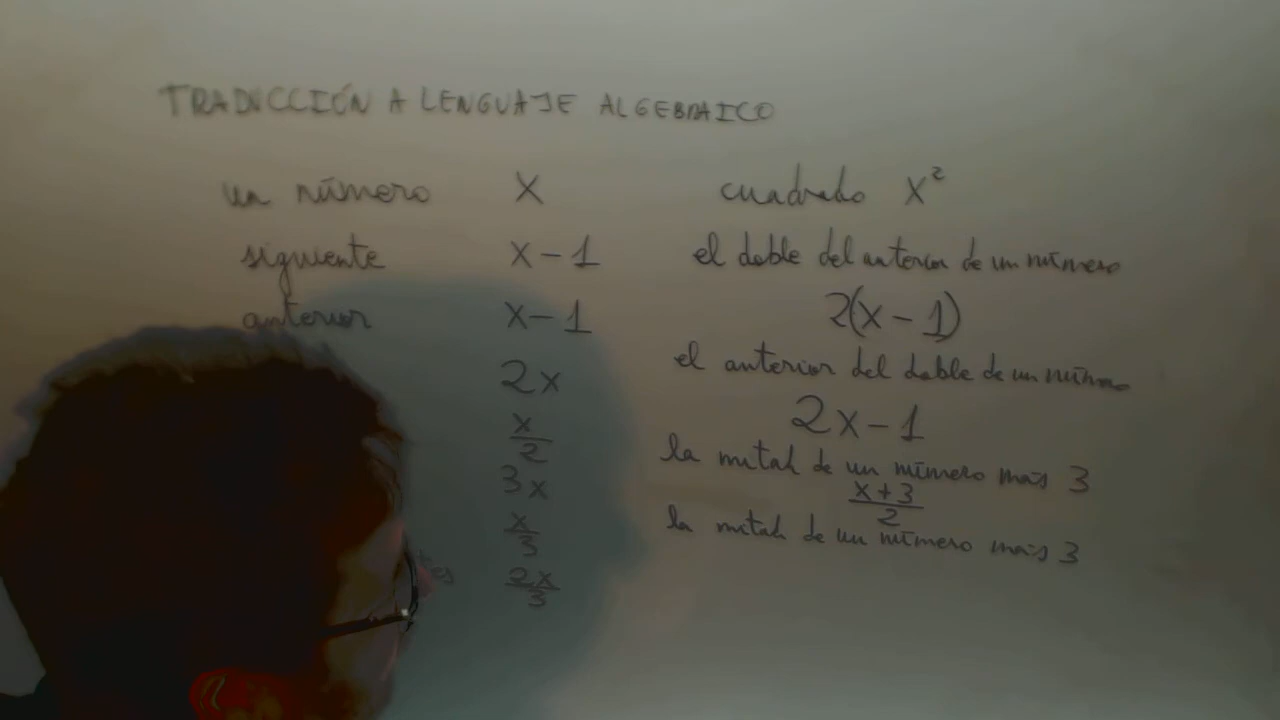 TRADUCCIÓN A LENGUAJE ALGEBRAICO
un número x
siguiente x-1
anterior x-1
2x
x/2
3x
x/3
2x/3
cuadrado x²
el doble del anterior de un número
2(x-1)
el anterior del doble de un número
2x-1
la mitad de un número más 3
x+3/2
la mitad de un número más 3